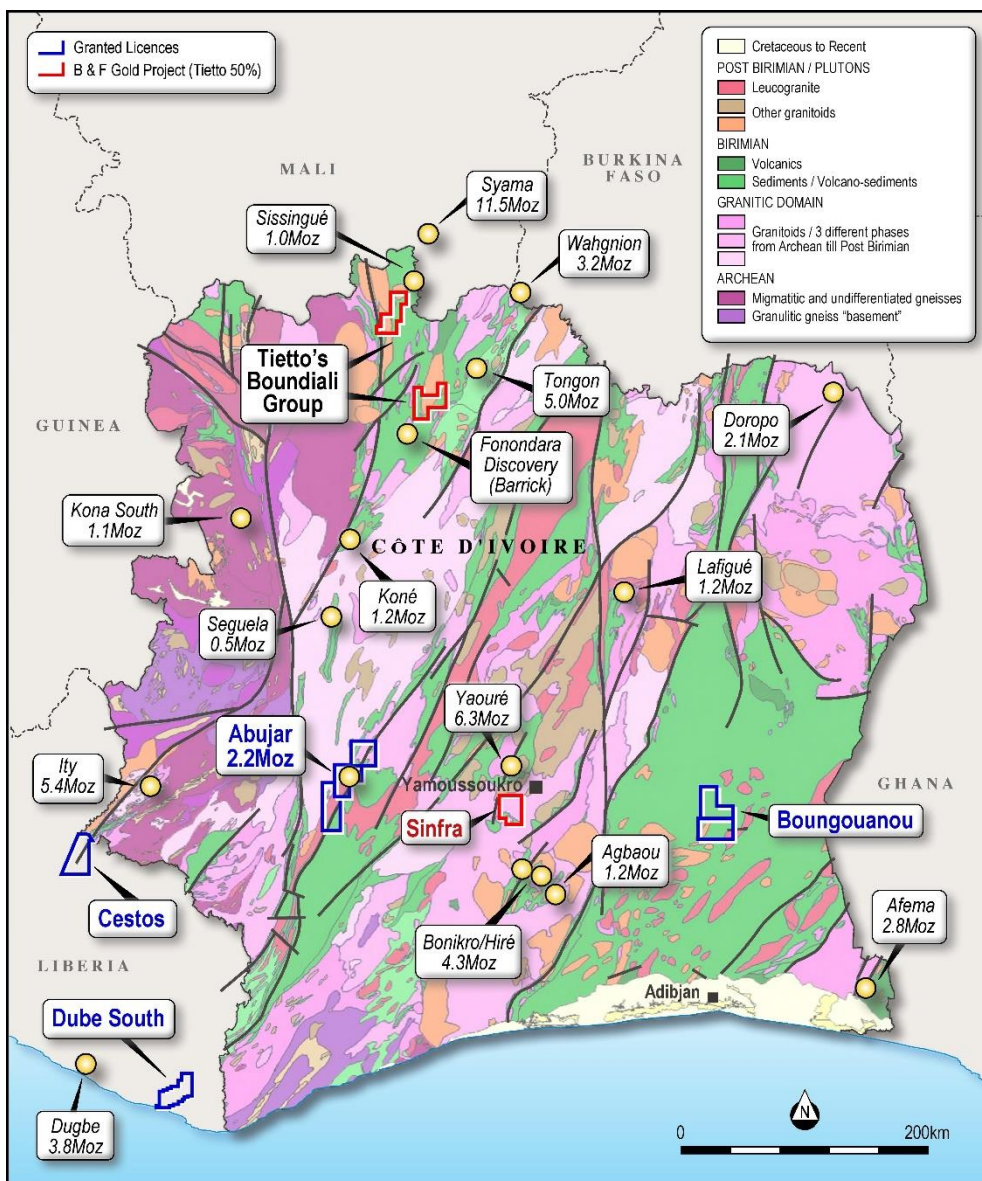 Granted Licences
B & F Gold Project (Tietto 50%)
Cretaceous to Recent
POST BIRIMIAN / PLUTONS
Leucogranite
Other granitoids
BIRIMIAN
Volcanics
Sediments / Volcano-sediments
GRANITIC DOMAIN
Granitoids / 3 different phases
from Archean till Post Birimian
ARCHEAN
Migmatitic and undifferentiated gneisses
Granulitic gneiss "basement"
MALI
BURKINA
FASO
Syama
11.5Moz
Sissingué
1.0Moz
Wahgnion
3.2Moz
Tietto's
Boundiali
Group
Tongon
5.0Moz
Doropo
2.1Moz
GUINEA
Fonondara
Discovery
(Barrick)
Kona South
1.1Moz
CÔTE D'IVOIRE
Koné
1.2Moz
Lafigué
1.2Moz
Seguela
0.5Moz
Yaouré
6.3Moz
Abujar
2.2Moz
Ity
5.4Moz
Yamoussoukro
GHANA
Sinfra
Boungouanou
Agbaou
1.2Moz
Cestos
Bonikro/Hiré
4.3Moz
Afema
2.8Moz
LIBERIA
Adibjan
Dube South
Dugbe
3.8Moz
N
0
200km